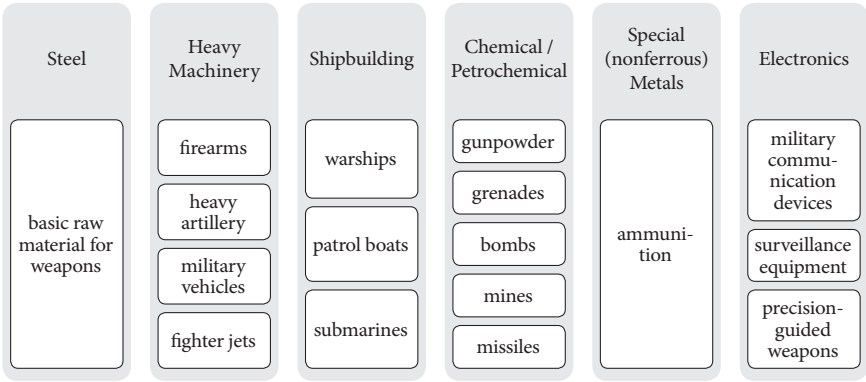 Steel
basic raw
material for
weapons
Heavy
Machinery
firearms
heavy
artillery
military
vehicles
fighter jets
Shipbuilding
warships
patrol boats
submarines
Chemical /
Petrochemical
gunpowder
grenades
bombs
mines
missiles
Special
(nonferrous)
Metals
ammuni-
tion
Electronics
military
commu-
nication
devices
surveillance
equipment
precision-
guided
weapons